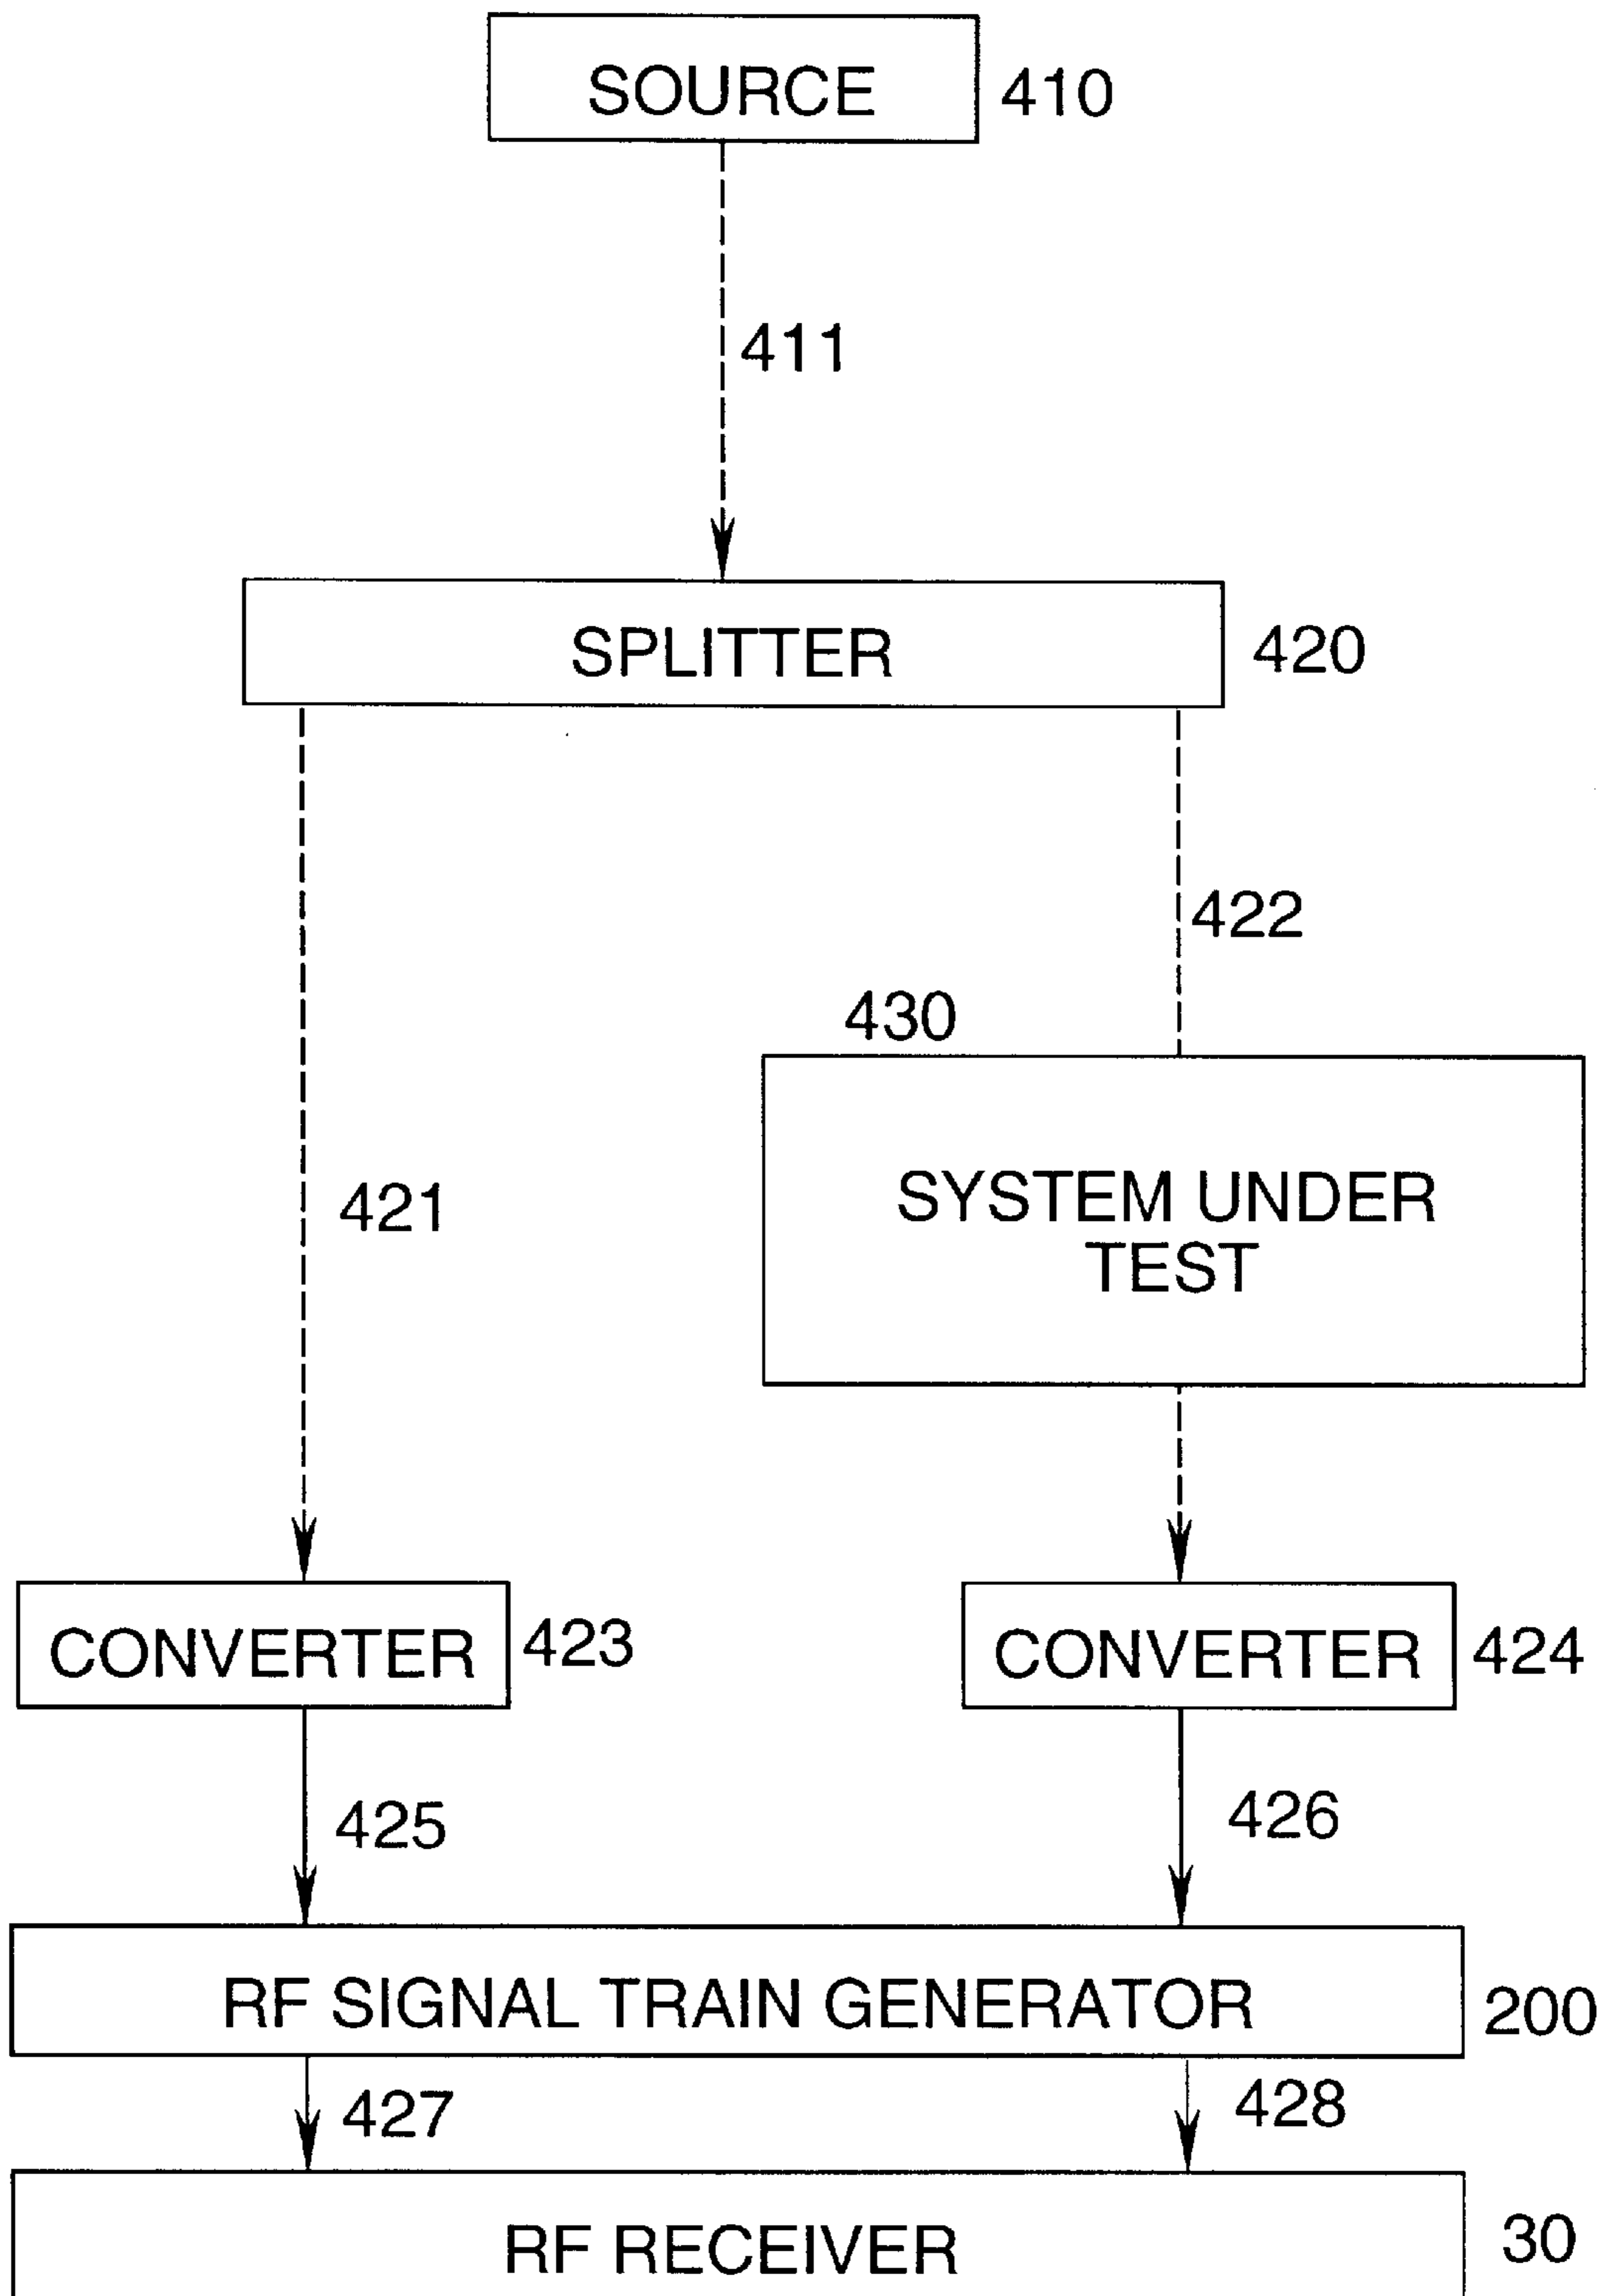 SOURCE 410
411
SPLITTER 420
422
430
SYSTEM UNDER
TEST
421
CONVERTER 423
CONVERTER 424
425
426
RF SIGNAL TRAIN GENERATOR 200
427
428
RF RECEIVER 30